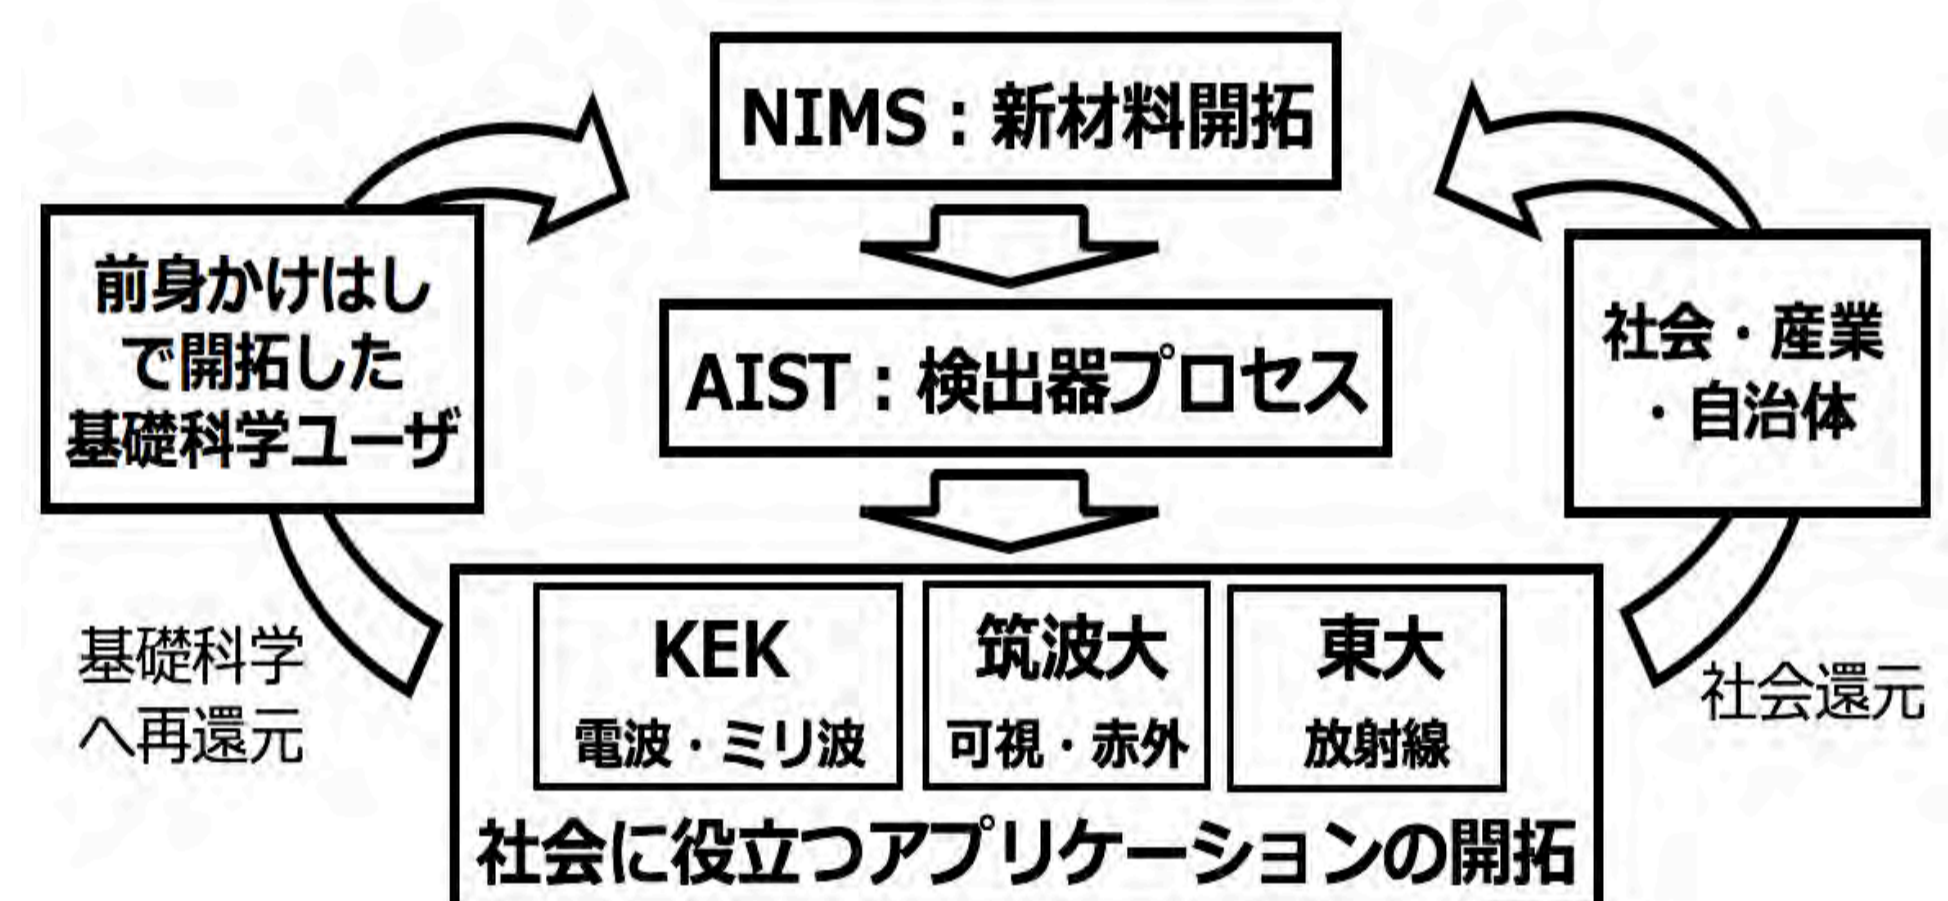 NIMS：新材料開拓
前身かけはし
で開拓した
基礎科学ユーザ
社会・産業
・自治体
AIST：検出器プロセス
基礎科学
へ再還元
社会還元
KEK
電波・ミリ波
筑波大
可視・赤外
東大
放射線
社会に役立つアプリケーションの開拓